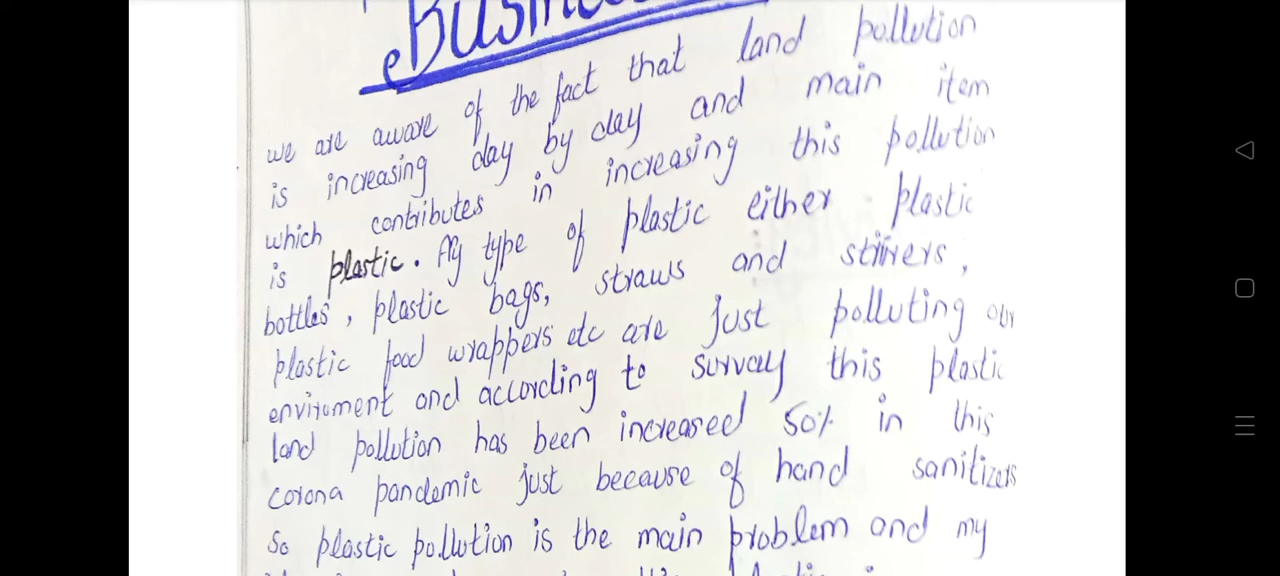 we are aware of the fact that land pollution
is increasing day by day and main item
which contributes in increasing this pollution
is plastic. Any type of plastic either plastic
bottles, plastic bags, straws and stirrers,
plastic food wrappers etc are just polluting our
enviroment and according to survay this plastic
land pollution has been increased 50% in this
corona pandemic just because of hand sanitizers
So plastic pollution is the main problem and my